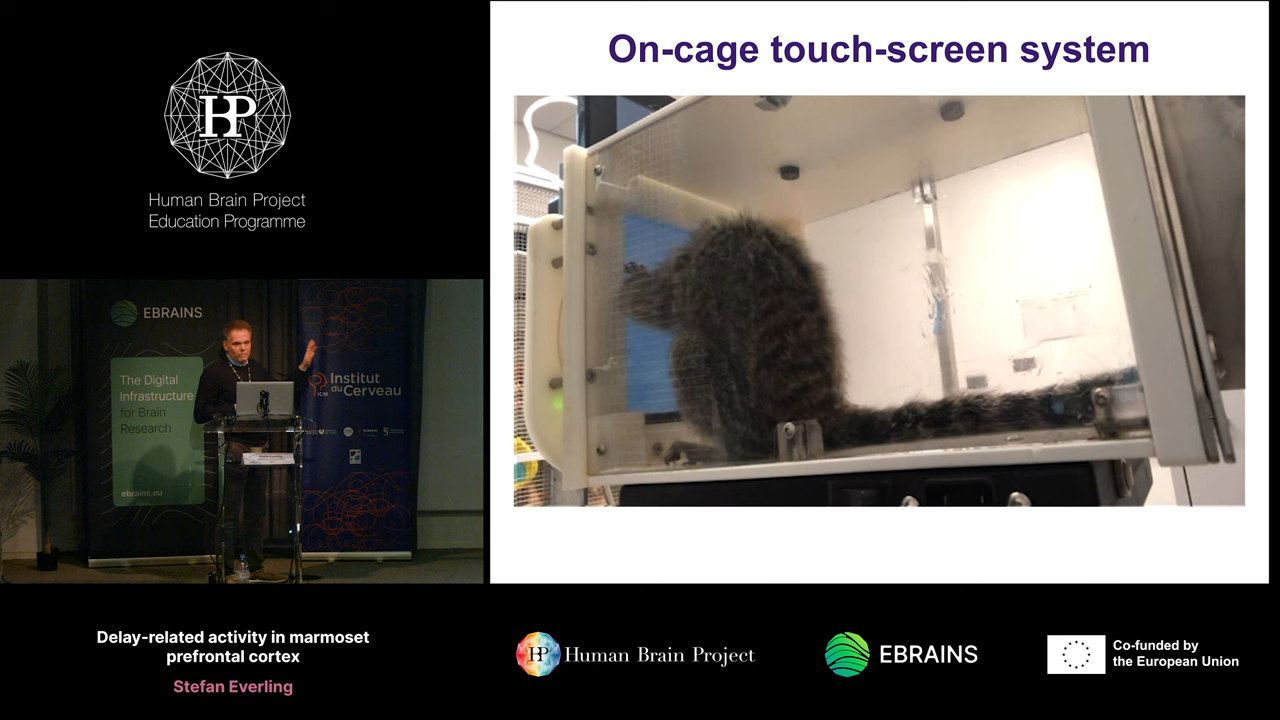 HP
Human Brain Project
Education Programme
On-cage touch-screen system
EBRAINS
The Digital
Infrastructure
for Brain
Research
ebrains.eu
ICM
Institut
du Cerveau
Delay-related activity in marmoset
prefrontal cortex
Stefan Everling
HP Human Brain Project
EBRAINS
Co-funded by
the European Union